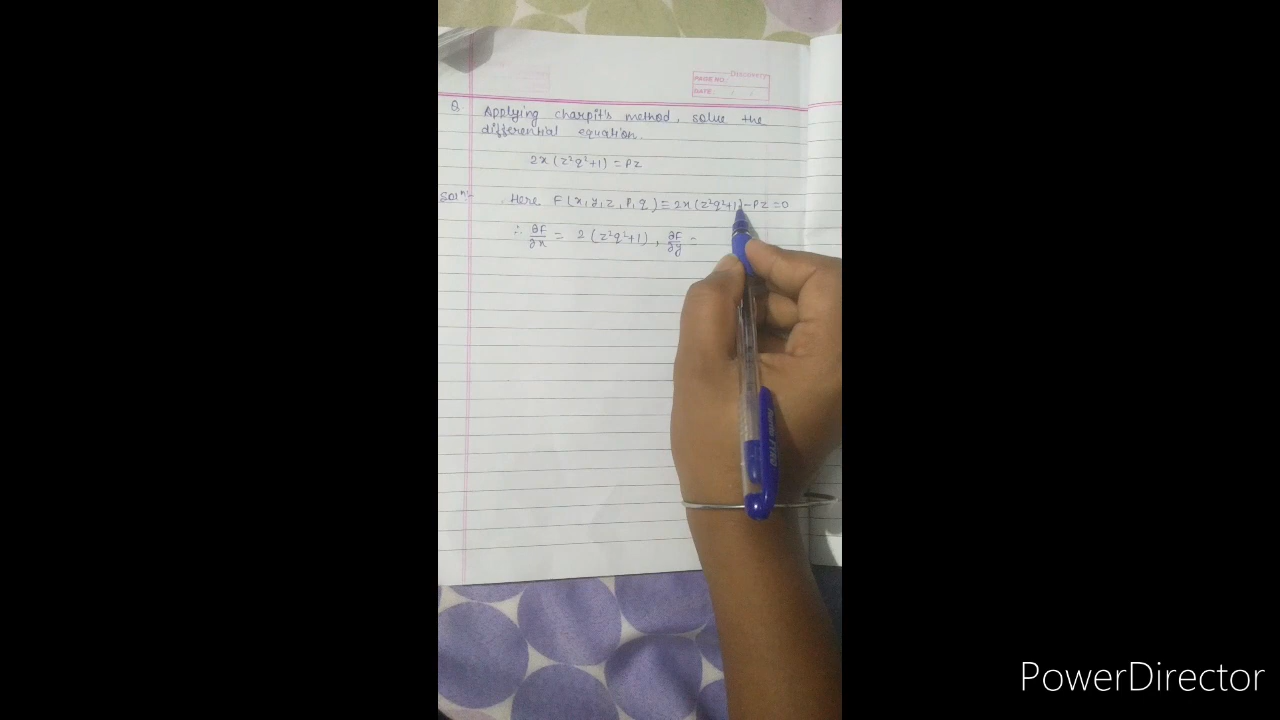 Discovery
PAGE NO.:
DATE: / /
Q. Applying charpit's method, solve the
differential equation.
2x(z²q²+1)=Pz
Solⁿ:- Here F(x,y,z,P,q)=2x(z²q²+1)-Pz=0
∴ ∂F/∂x = 2(z²q²+1), ∂F/∂y =
PowerDirector